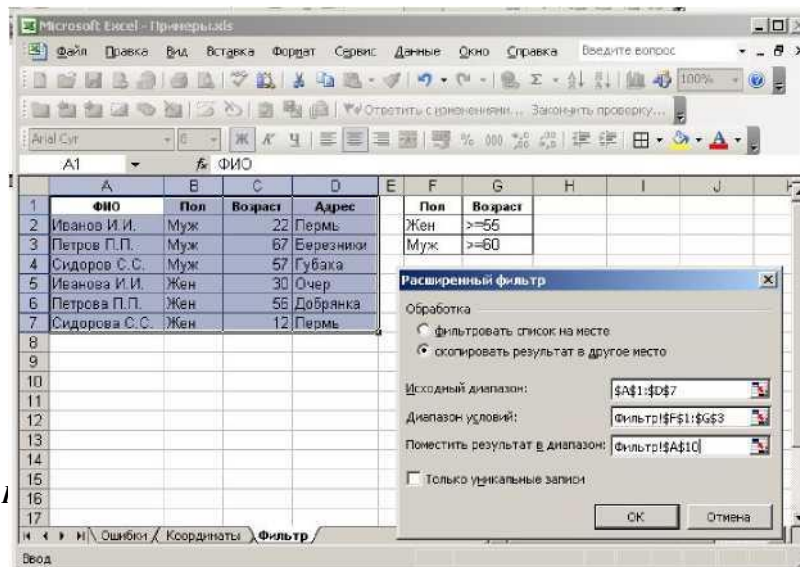 Microsoft Excel - Примеры.xls
Файл Правка Вид Вставка Формат Сервис Данные Окно Справка Введите вопрос
100%
Ответить с изменениями... Закончить проверку...
Arial Cyr Ж К Ч % 000
A1 fx ФИО
A B C D E F G H I J
1 ФИО Пол Возраст Адрес Пол Возраст
2 Иванов И.И. Муж 22 Пермь Жен >=55
3 Петров П.П. Муж 67 Березники Муж >=60
4 Сидоров С.С. Муж 57 Губаха
5 Иванова И.И. Жен 30 Очер
6 Петрова П.П. Жен 56 Добрянка
7 Сидорова С.С. Жен 12 Пермь
8
9
10
11
12
13
14
15
16
17
Расширенный фильтр
Обработка
фильтровать список на месте
скопировать результат в другое место
Исходный диапазон: $A$1:$D$7
Диапазон условий: Фильтр!$F$1:$G$3
Поместить результат в диапазон: Фильтр!$A$10
Только уникальные записи
ОК Отмена
Ошибки Координаты Фильтр
Ввод